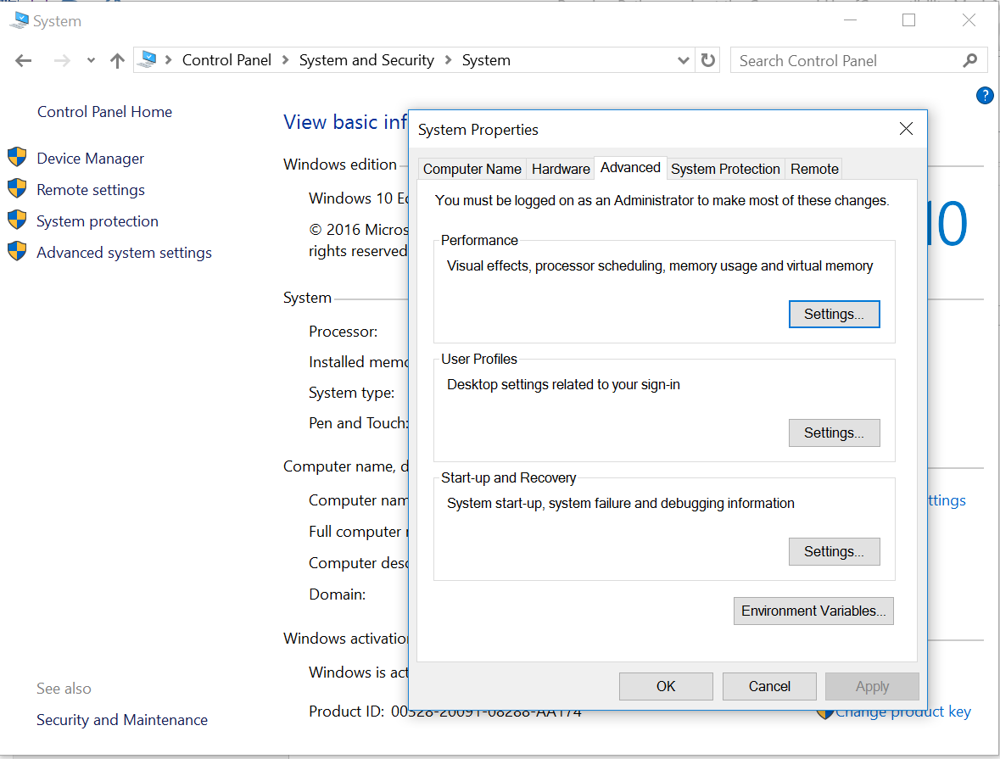 System
Control Panel
System and Security
System
Search Control Panel
?
Control Panel Home
Device Manager
Remote settings
System protection
Advanced system settings
See also
Security and Maintenance
View basic inf
Windows edition
Windows 10 Ed
© 2016 Micros
rights reserved
10
System
Processor:
Installed memo
System type:
Pen and Touch:
Computer name, d
Computer nam
Full computer n
Computer desc
Domain:
ttings
Windows activation
Windows is act
Product ID: 00328-20091-08288-AA174
Change product key
System Properties
Computer Name
Hardware
Advanced
System Protection
Remote
You must be logged on as an Administrator to make most of these changes.
Performance
Visual effects, processor scheduling, memory usage and virtual memory
Settings...
User Profiles
Desktop settings related to your sign-in
Settings...
Start-up and Recovery
System start-up, system failure and debugging information
Settings...
Environment Variables...
OK
Cancel
Apply